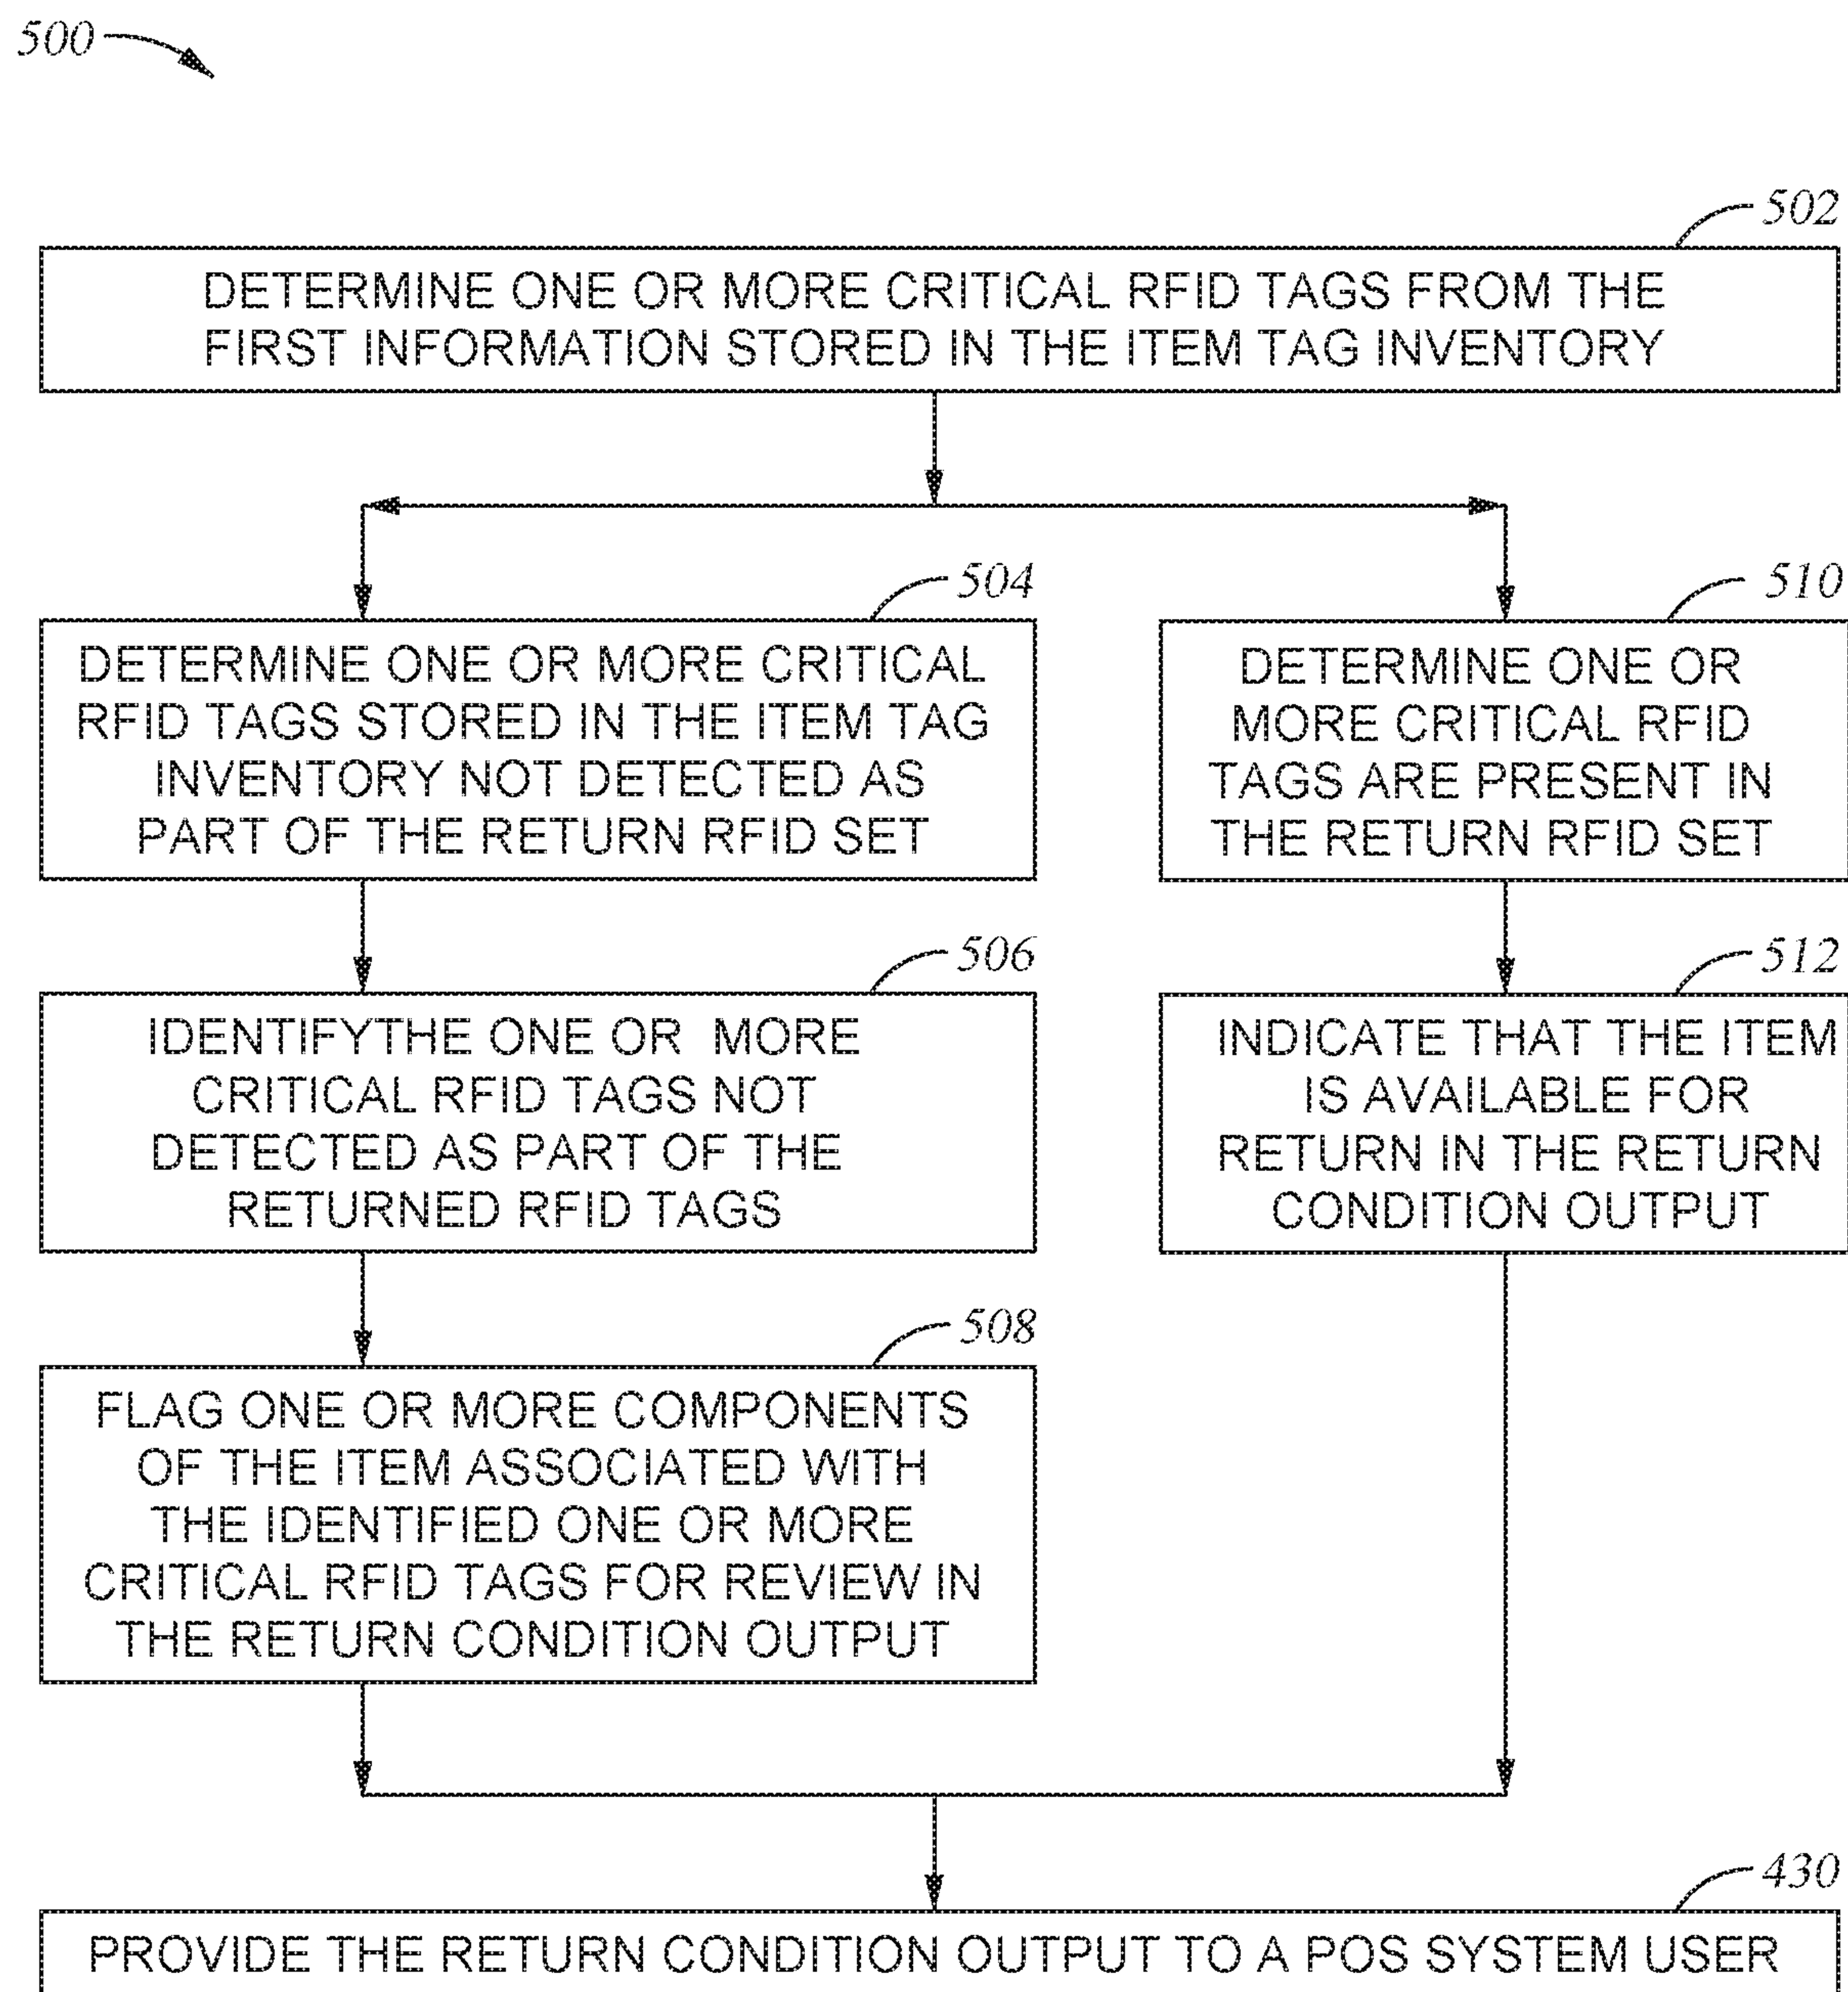 500
502
DETERMINE ONE OR MORE CRITICAL RFID TAGS FROM THE
FIRST INFORMATION STORED IN THE ITEM TAG INVENTORY
504
DETERMINE ONE OR MORE CRITICAL
RFID TAGS STORED IN THE ITEM TAG
INVENTORY NOT DETECTED AS
PART OF THE RETURN RFID SET
510
DETERMINE ONE OR
MORE CRITICAL RFID
TAGS ARE PRESENT IN
THE RETURN RFID SET
506
IDENTIFYTHE ONE OR MORE
CRITICAL RFID TAGS NOT
DETECTED AS PART OF THE
RETURNED RFID TAGS
512
INDICATE THAT THE ITEM
IS AVAILABLE FOR
RETURN IN THE RETURN
CONDITION OUTPUT
508
FLAG ONE OR MORE COMPONENTS
OF THE ITEM ASSOCIATED WITH
THE IDENTIFIED ONE OR MORE
CRITICAL RFID TAGS FOR REVIEW IN
THE RETURN CONDITION OUTPUT
430
PROVIDE THE RETURN CONDITION OUTPUT TO A POS SYSTEM USER